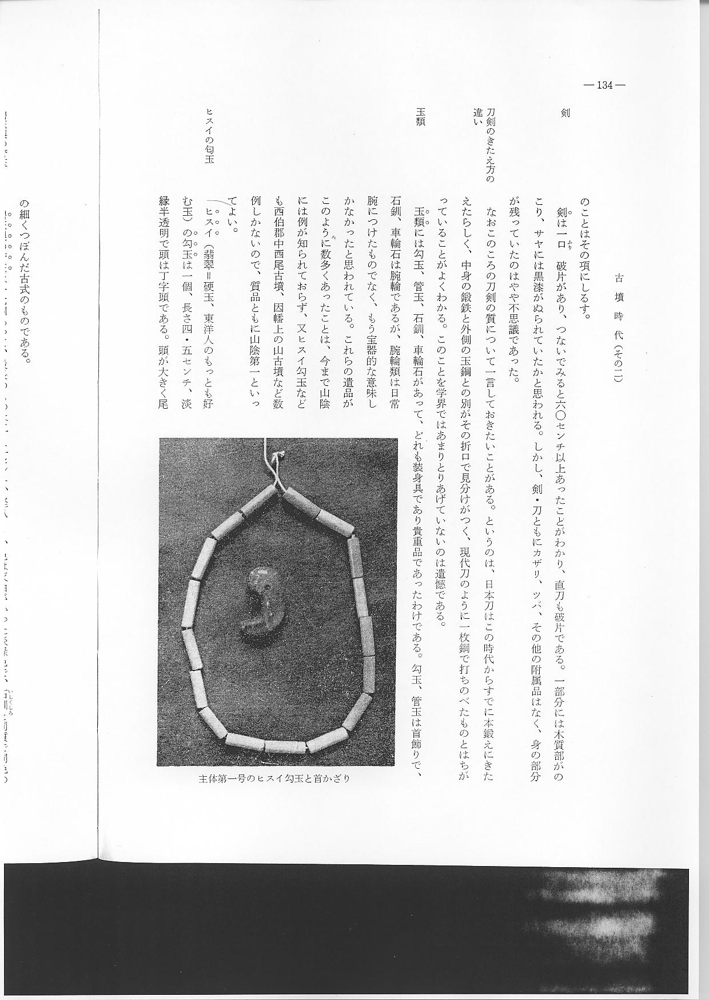 ―134―
古墳時代(その二)
剣
刀剣のきたえ方の
違い
玉類
ヒスイの匂玉
のことはその項にしるす。
剣は一口ふり 破片があり、つないでみると六〇センチ以上あったことがわかり、直刀も破片である。一部分には木質部がの
こり、サヤには黒漆がぬられていたかと思われる。しかし、剣・刀ともにカザリ、ツバ、その他の附属品はなく、身の部分
が残っていたのはやや不思議であった。
なおこのころの刀剣の質について一言しておきたいことがある。というのは、日本刀はこの時代からすでに本鍛えにきた
えたらしく、中身の鍛鉄と外側の玉鋼との別がその折口で見分けがつく、現代刀のように一枚鋼で打ちのべたものとはちが
っていることがよくわかる。このことを学界ではあまりとりあげていないのは遺憾である。
玉類には勾玉、管玉、石釧、車輪石があって、どれも装身具であり貴重品であったわけである。勾玉、管玉は首飾りで、
石釧、車輪石は腕輪であるが、腕輪類は日常
腕につけたものでなく、もう宝器的な意味し
かなかったと思われている。これらの遺品が
このように数多くあったことは、今まで山陰
には例が知られておらず、又ヒスイ勾玉など
も西伯郡中西尾古墳、因幡上の山古墳など数
例しかないので、質品ともに山陰第一といっ
てよい。
ヒスイ(翡翠=硬玉、東洋人のもっとも好
む玉)の勾玉は一個、長さ四・五センチ、淡
縁半透明で頭は丁字頭である。頭が大きく尾
主体第一号のヒスイ勾玉と首かざり
の細くつぼんだ古式のものである。